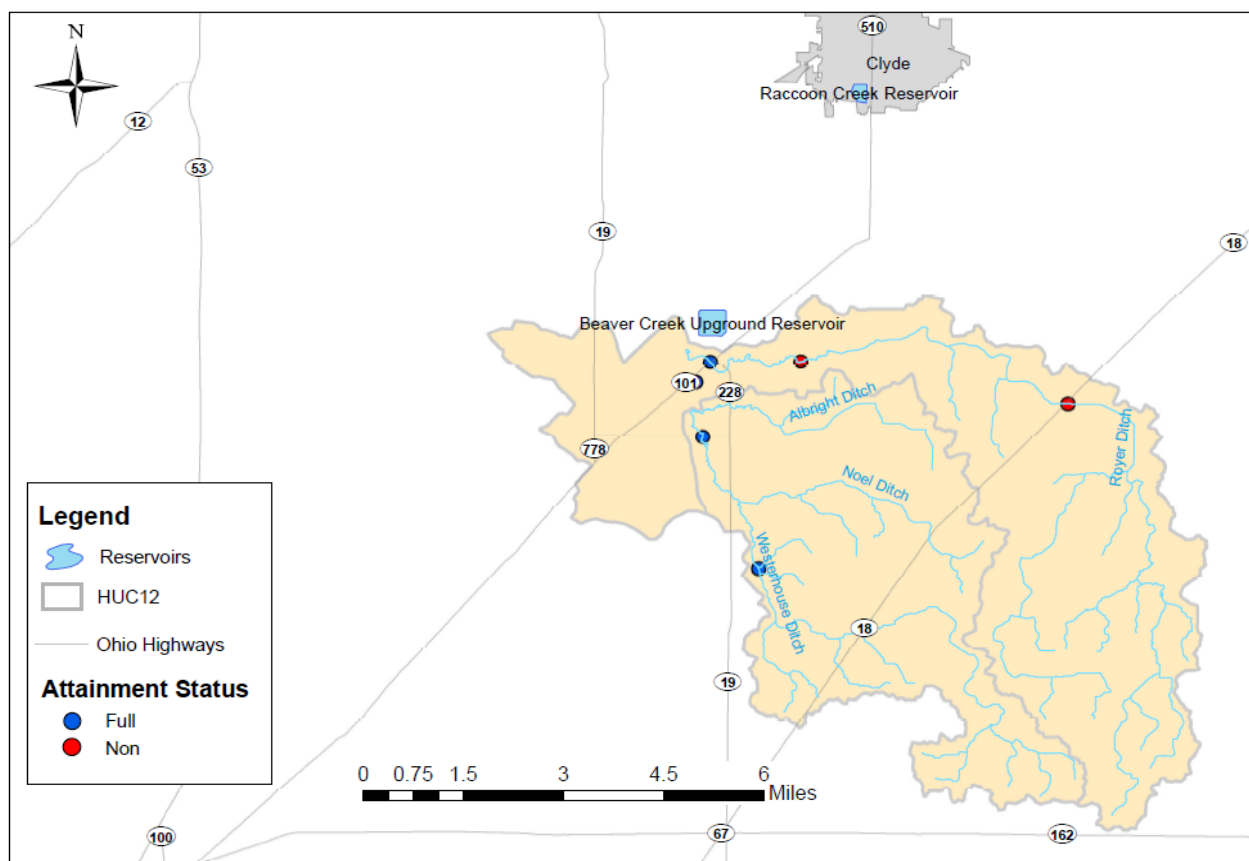 N
510
Clyde
Raccoon Creek Reservoir
12
53
19
18
Beaver Creek Upground Reservoir
101
228
Albright Ditch
778
Noel Ditch
Royer Ditch
Westerhouse Ditch
18
19
Legend
Reservoirs
HUC12
Ohio Highways
Attainment Status
Full
Non
0 0.75 1.5 3 4.5 6
Miles
100
67
162